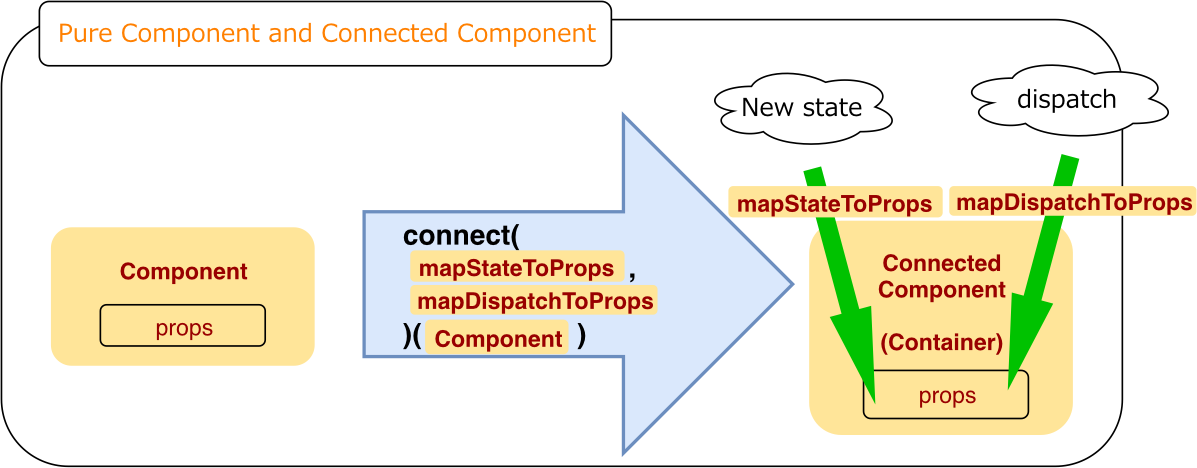 Pure Component and Connected Component
New state
dispatch
mapStateToProps
mapDispatchToProps
Component
props
connect(
mapStateToProps ,
mapDispatchToProps
)( Component )
Connected
Component
(Container)
props